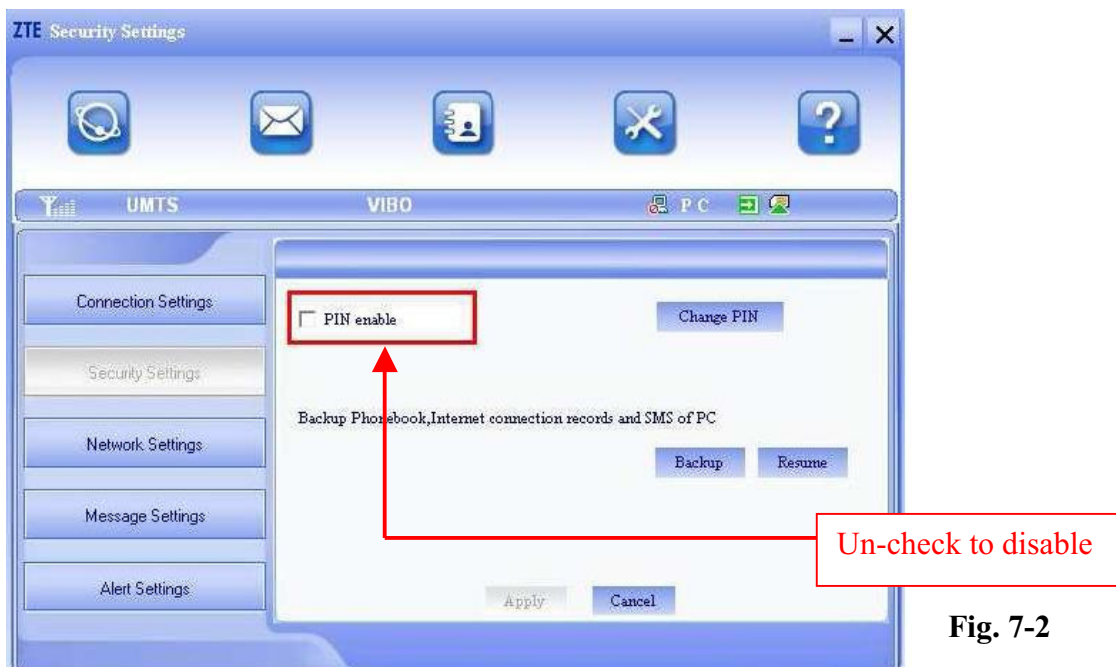 ZTE Security Settings
UMTS VIBO PC
Connection Settings
Security Settings
Network Settings
Message Settings
Alert Settings
PIN enable
Change PIN
Backup Phonebook,Internet connection records and SMS of PC
Backup Resume
Apply Cancel
Un-check to disable
Fig. 7-2